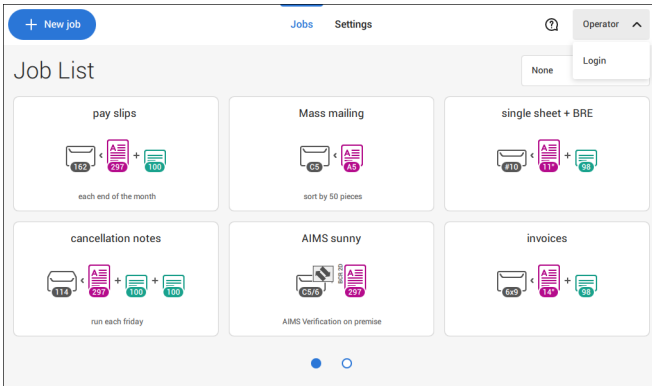 + New job
Jobs
Settings
Operator
Login
Job List
None
pay slips
162
297
+
100
each end of the month
Mass mailing
C5
A5
sort by 50 pieces
single sheet + BRE
#10
11"
+
98
cancellation notes
114
297
+
100
+
100
run each friday
AIMS sunny
C5/6
BCR 2D
297
AIMS Verification on premise
invoices
6x9
14"
+
98